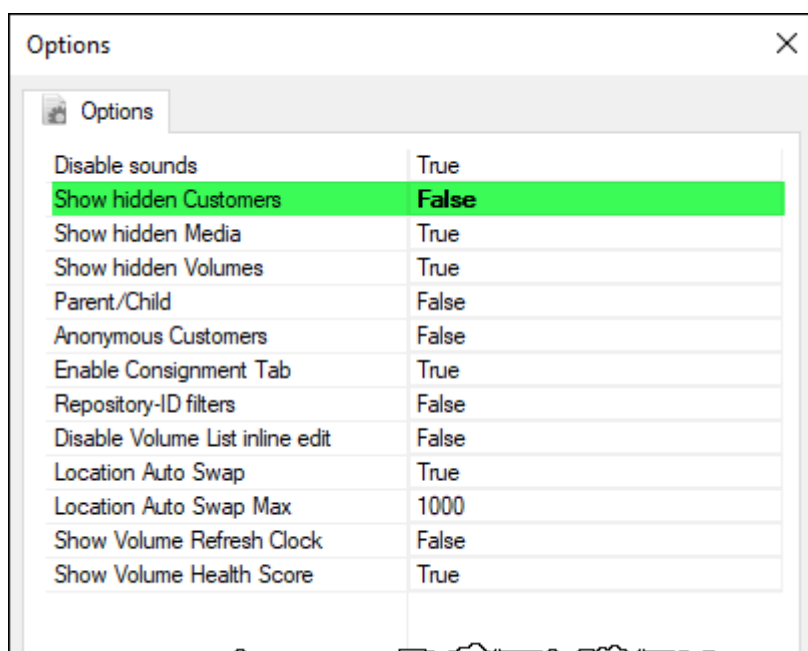 Options
Options
Disable sounds True
Show hidden Customers False
Show hidden Media True
Show hidden Volumes True
Parent/Child False
Anonymous Customers False
Enable Consignment Tab True
Repository-ID filters False
Disable Volume List inline edit False
Location Auto Swap True
Location Auto Swap Max 1000
Show Volume Refresh Clock False
Show Volume Health Score True